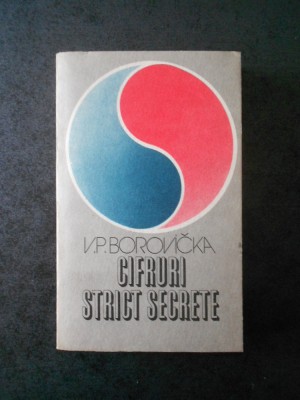 V.P. BOROVIČKA
CIFRURI
STRICT SECRETE